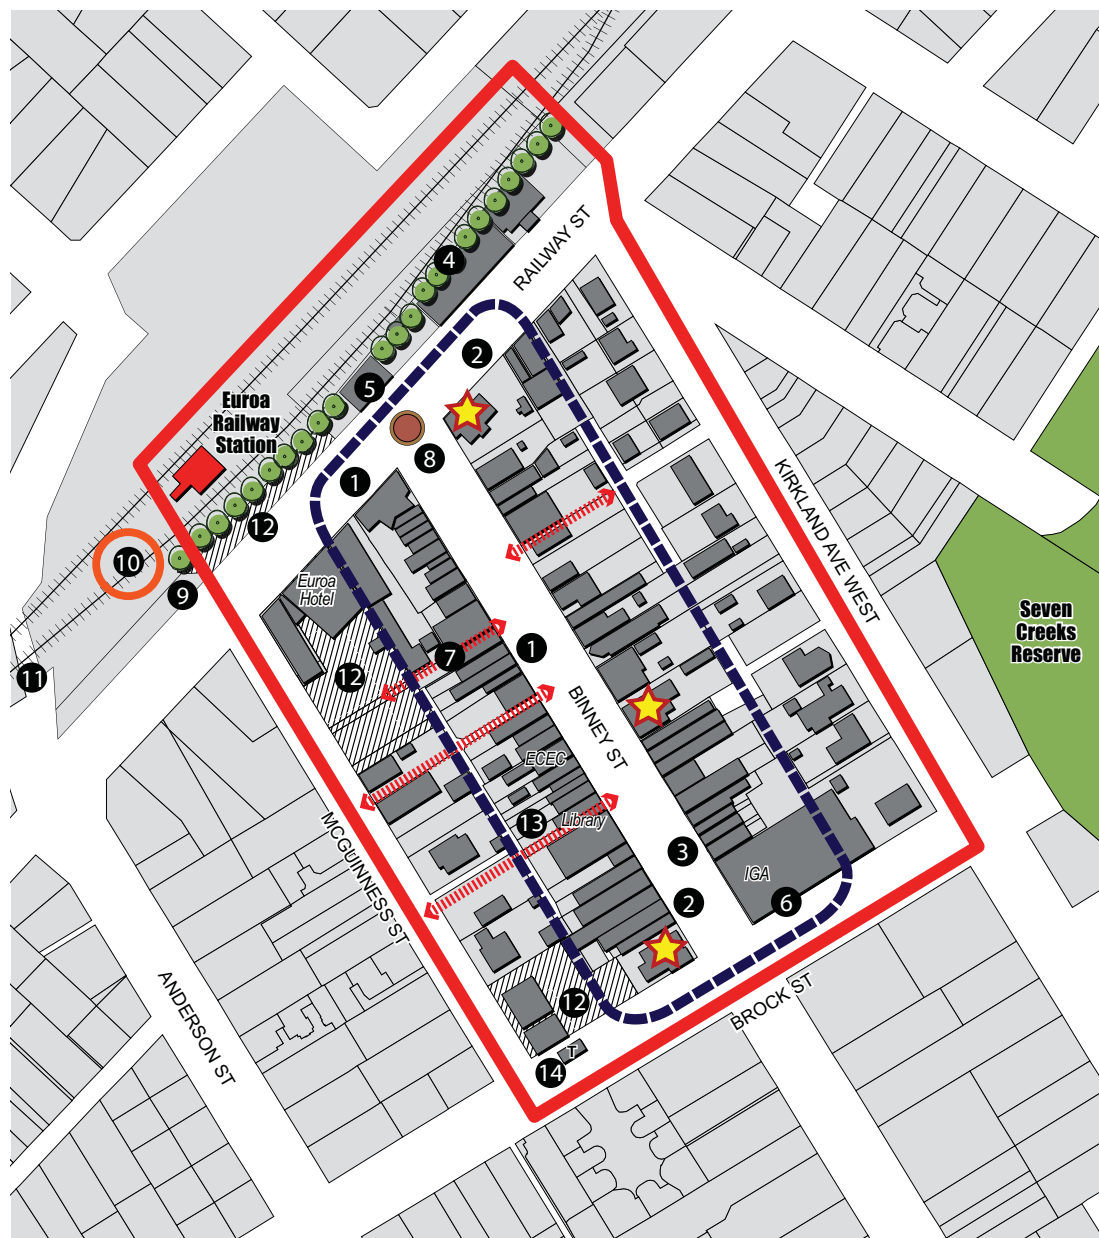 RAILWAY ST
4
2
5
Euroa
Railway
Station
8
1
12
10
9
KIRKLAND AVE WEST
Euroa
Hotel
Seven
Creeks
Reserve
11
12
7
1
BINNEY ST
ECEC
13
Library
3
MCGUINNESS ST
IGA
6
2
ANDERSON ST
12
BROCK ST
T
14